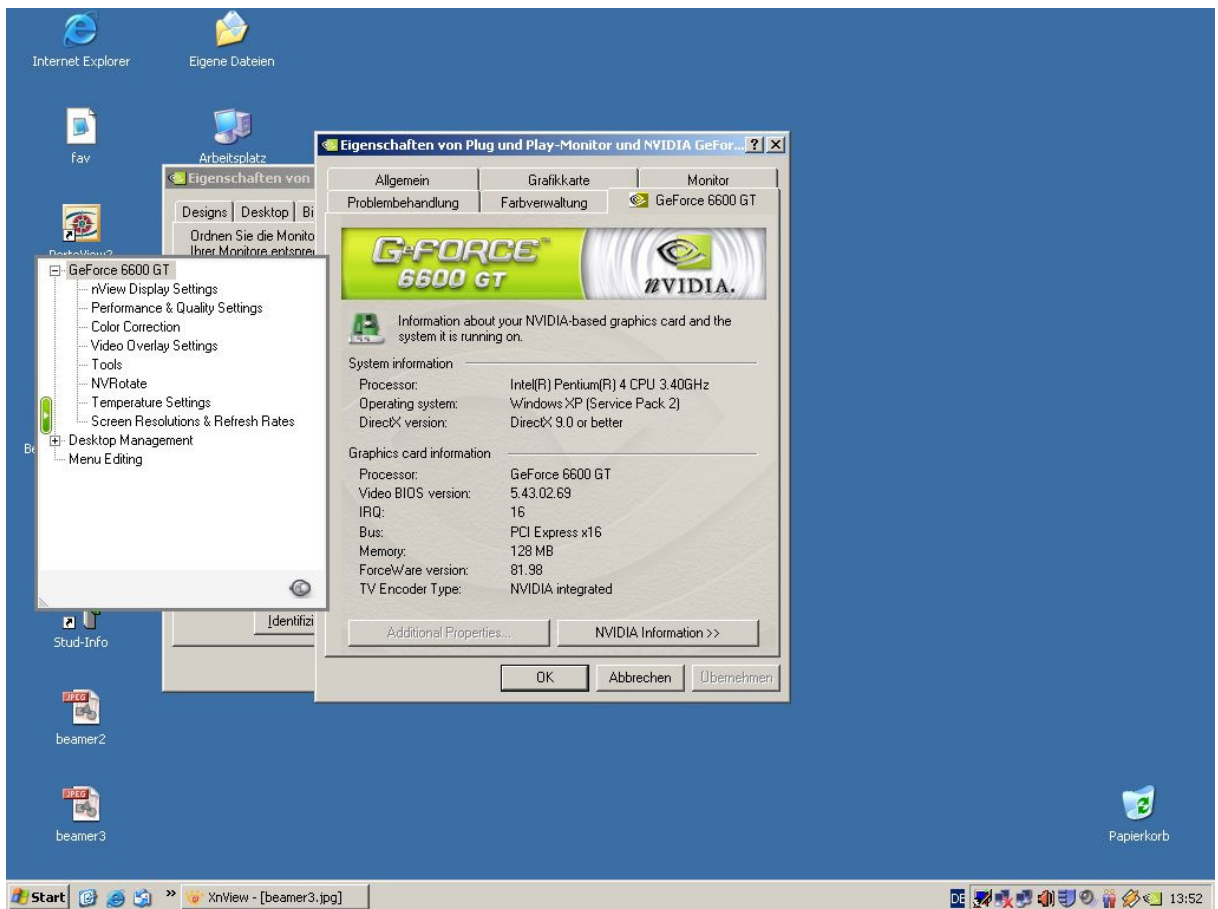 Internet Explorer
Eigene Dateien
fav
Arbeitsplatz
Eigenschaften von
Designs Desktop Bi
Ordnen Sie die Monito
Ihrer Monitore entsprec
GeForce 6600 GT
nView Display Settings
Performance & Quality Settings
Color Correction
Video Overlay Settings
Tools
NVRotate
Temperature Settings
Screen Resolutions & Refresh Rates
Desktop Management
Menu Editing
Be
Identifizi
Eigenschaften von Plug und Play-Monitor und NVIDIA GeFor...
Allgemein Grafikkarte Monitor
Problembehandlung Farbverwaltung GeForce 6600 GT
GeFORCE™
6600 GT
nVIDIA.
Information about your NVIDIA-based graphics card and the
system it is running on.
System information
Processor: Intel(R) Pentium(R) 4 CPU 3.40GHz
Operating system: Windows XP (Service Pack 2)
DirectX version: DirectX 9.0 or better
Graphics card information
Processor: GeForce 6600 GT
Video BIOS version: 5.43.02.69
IRQ: 16
Bus: PCI Express x16
Memory: 128 MB
ForceWare version: 81.98
TV Encoder Type: NVIDIA integrated
Additional Properties... NVIDIA Information >>
OK Abbrechen Übernehmen
Stud-Info
JPEG
beamer2
JPEG
beamer3
Papierkorb
Start » XnView - [beamer3.jpg] DE 13:52